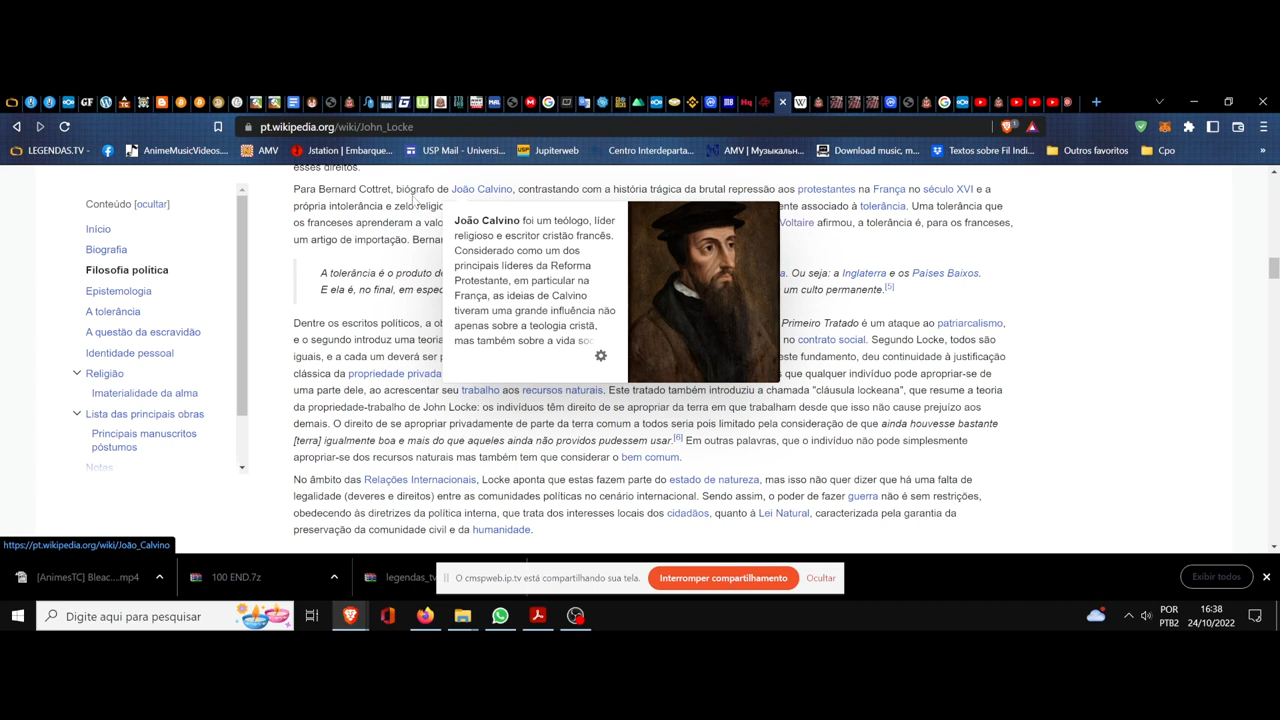 GF
pt.wikipedia.org/wiki/John_Locke
LEGENDAS.TV -
AnimeMusicVideos...
AMV
Jstation | Embarque...
USP Mail - Universi...
Jupiterweb
Centro Interdeparta...
AMV | Музыкальн...
Download music, m...
Textos sobre Fil Indi...
Outros favoritos
Cpo
Conteúdo [ocultar]
Início
Biografia
Filosofia política
Epistemologia
A tolerância
A questão da escravidão
Identidade pessoal
Religião
Imaterialidade da alma
Lista das principais obras
Principais manuscritos
póstumos
Notas
esses direitos.
Para Bernard Cottret, biógrafo de João Calvino, contrastando com a história trágica da brutal repressão aos protestantes na França no século XVI e a
própria intolerância e zelo religio
ente associado à tolerância. Uma tolerância que
os franceses aprenderam a valo
Voltaire afirmou, a tolerância é, para os franceses,
um artigo de importação. Bernar
A tolerância é o produto de
a. Ou seja: a Inglaterra e os Países Baixos.
E ela é, no final, em espec
um culto permanente.[5]
João Calvino foi um teólogo, líder
religioso e escritor cristão francês.
Considerado como um dos
principais líderes da Reforma
Protestante, em particular na
França, as ideias de Calvino
tiveram uma grande influência não
apenas sobre a teologia cristã,
mas também sobre a vida soc
Dentre os escritos políticos, a ob
Primeiro Tratado é um ataque ao patriarcalismo,
e o segundo introduz uma teoria
no contrato social. Segundo Locke, todos são
iguais, e a cada um deverá ser p
este fundamento, deu continuidade à justificação
clássica da propriedade privada
que qualquer indivíduo pode apropriar-se de
uma parte dele, ao acrescentar seu trabalho aos recursos naturais. Este tratado também introduziu a chamada "cláusula lockeana", que resume a teoria
da propriedade-trabalho de John Locke: os indivíduos têm direito de se apropriar da terra em que trabalham desde que isso não cause prejuízo aos
demais. O direito de se apropriar privadamente de parte da terra comum a todos seria pois limitado pela consideração de que ainda houvesse bastante
[terra] igualmente boa e mais do que aqueles ainda não providos pudessem usar.[6] Em outras palavras, que o indivíduo não pode simplesmente
apropriar-se dos recursos naturais mas também tem que considerar o bem comum.
No âmbito das Relações Internacionais, Locke aponta que estas fazem parte do estado de natureza, mas isso não quer dizer que há uma falta de
legalidade (deveres e direitos) entre as comunidades políticas no cenário internacional. Sendo assim, o poder de fazer guerra não é sem restrições,
obedecendo às diretrizes da política interna, que trata dos interesses locais dos cidadãos, quanto à Lei Natural, caracterizada pela garantia da
preservação da comunidade civil e da humanidade.
https://pt.wikipedia.org/wiki/João_Calvino
[AnimesTC] Bleac....mp4
100 END.7z
legendas_tv
O cmspweb.ip.tv está compartilhando sua tela.
Interromper compartilhamento
Ocultar
Exibir todos
Digite aqui para pesquisar
POR
PTB2
16:38
24/10/2022